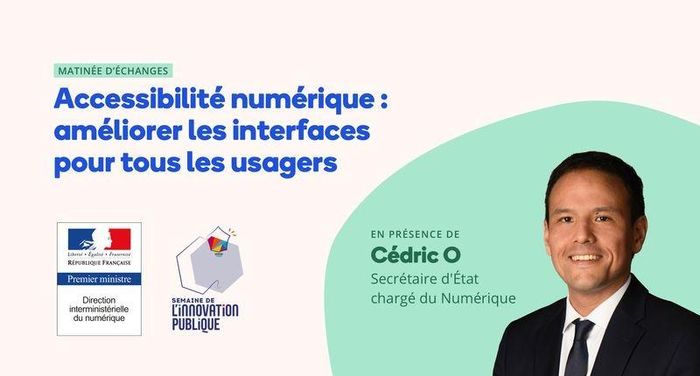 MATINÉE D'ÉCHANGES
Accessibilité numérique :
améliorer les interfaces
pour tous les usagers
Liberté • Égalité • Fraternité
RÉPUBLIQUE FRANÇAISE
Premier ministre
Direction
interministérielle
du numérique
SEMAINE DE
L'INNOVATION
PUBLIQUE
EN PRÉSENCE DE
Cédric O
Secrétaire d'État
chargé du Numérique